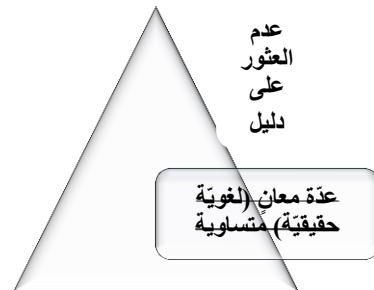 عدم
العثور
على
دليل
عدّة معانٍ (لغويّة
حقيقيّة) متساوية